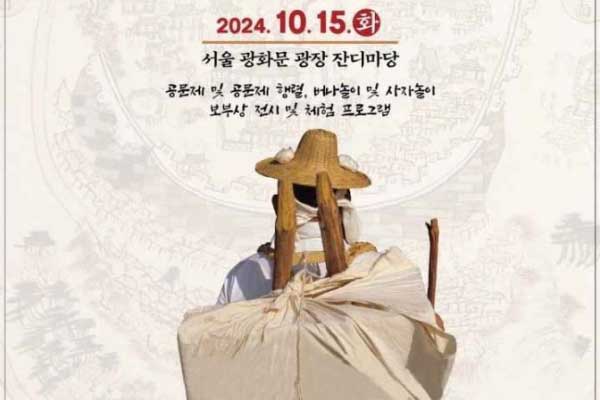 2024. 10. 15. 화
서울 광화문 광장 잔디마당
공문제 및 공문제 행렬, 버나놀이 및 사자놀이
보부상 전시 및 체험 프로그램